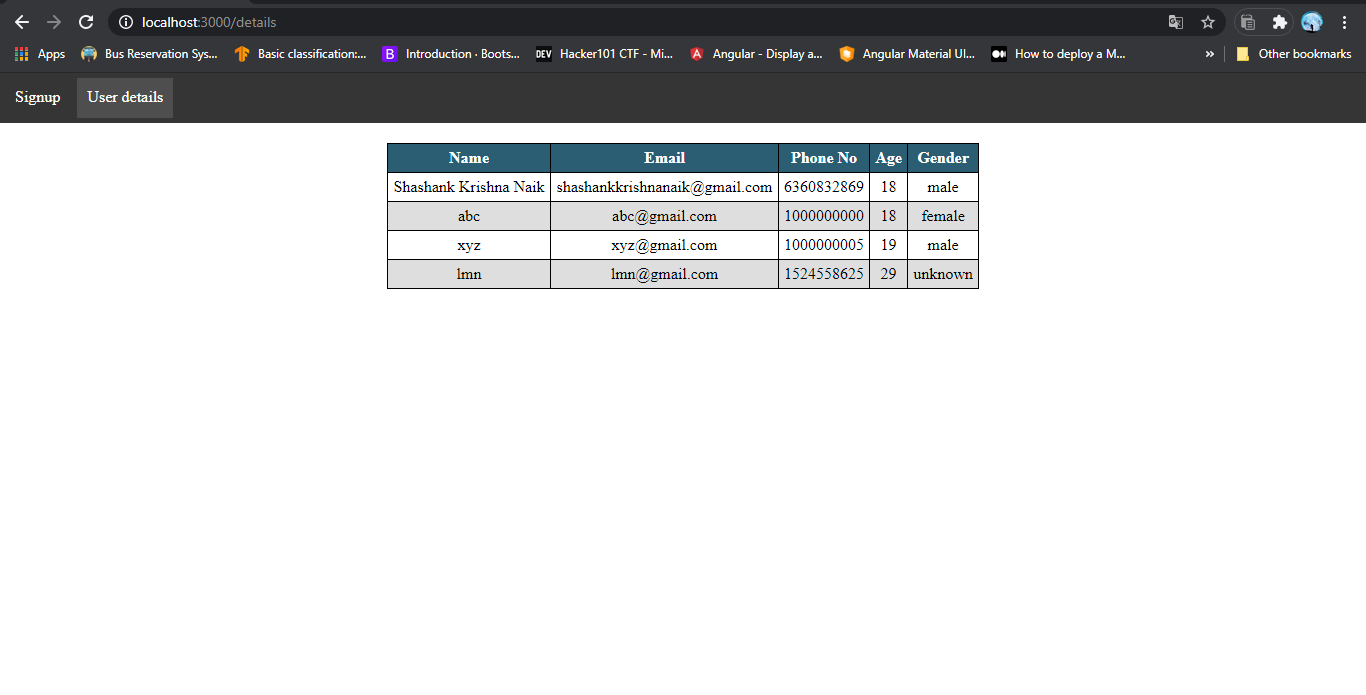 localhost:3000/details
Apps Bus Reservation Sys... Basic classification:... B Introduction · Boots... DEV Hacker101 CTF - Mi... A Angular - Display a... Angular Material UI... How to deploy a M... » Other bookmarks
Signup User details
Name Email Phone No Age Gender
Shashank Krishna Naik shashankkrishnanaik@gmail.com 6360832869 18 male
abc abc@gmail.com 1000000000 18 female
xyz xyz@gmail.com 1000000005 19 male
lmn lmn@gmail.com 1524558625 29 unknown